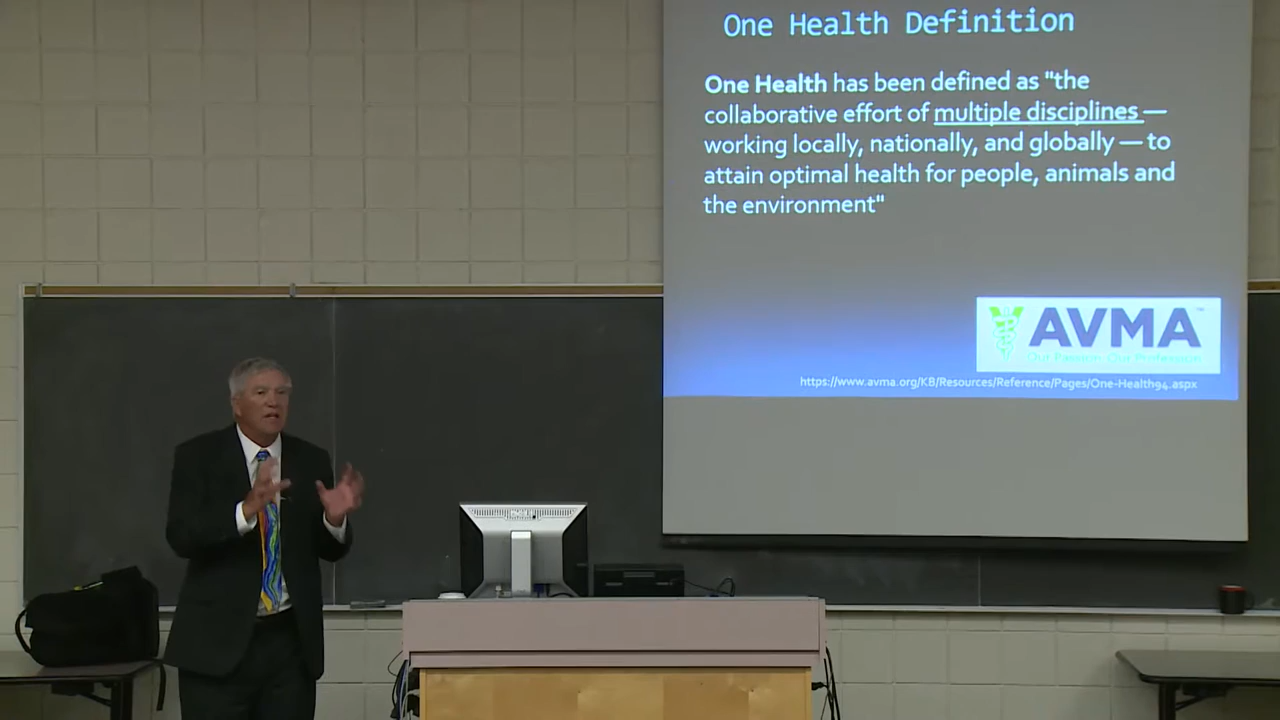 One Health Definition
One Health has been defined as "the
collaborative effort of multiple disciplines —
working locally, nationally, and globally — to
attain optimal health for people, animals and
the environment"
AVMA
Our Passion. Our Profession.
https://www.avma.org/KB/Resources/Reference/Pages/One-Health94.aspx